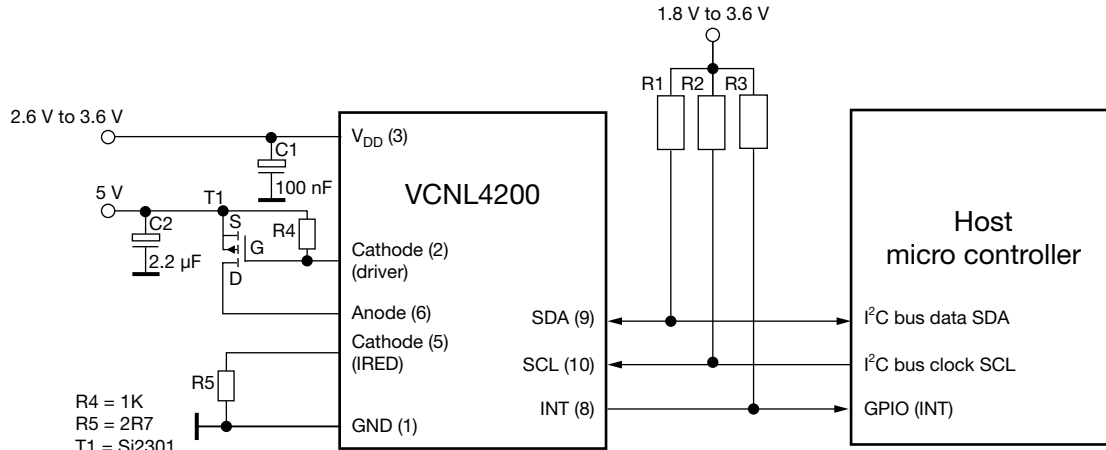 1.8 V to 3.6 V
R1 R2 R3
2.6 V to 3.6 V
C1
100 nF
V_DD (3)
VCNL4200
Host
micro controller
5 V
C2
2.2 µF
T1
S
G
D
R4
Cathode (2)
(driver)
Anode (6)
Cathode (5)
(IRED)
R5
GND (1)
SDA (9)
SCL (10)
INT (8)
I²C bus data SDA
I²C bus clock SCL
GPIO (INT)
R4 = 1K
R5 = 2R7
T1 = Si2301